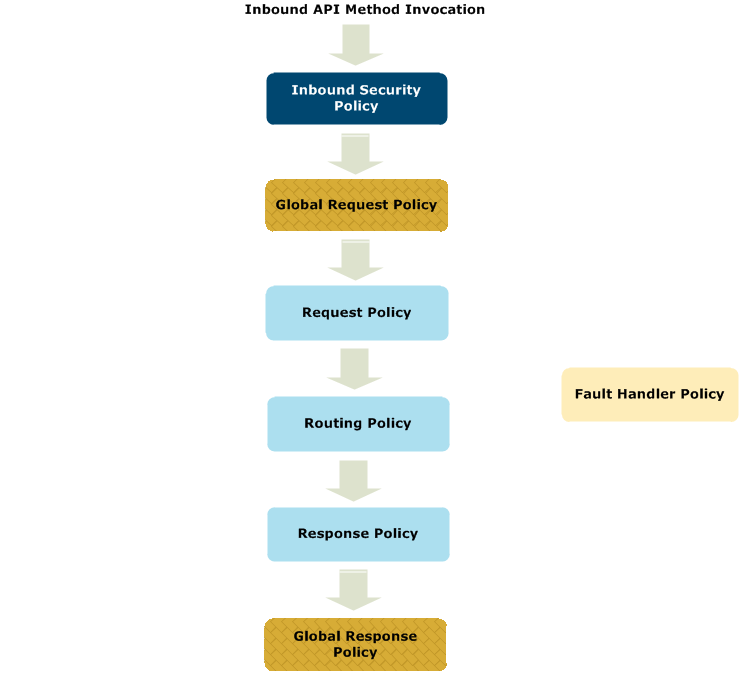 Inbound API Method Invocation
Inbound Security
Policy
Global Request Policy
Request Policy
Fault Handler Policy
Routing Policy
Response Policy
Global Response
Policy